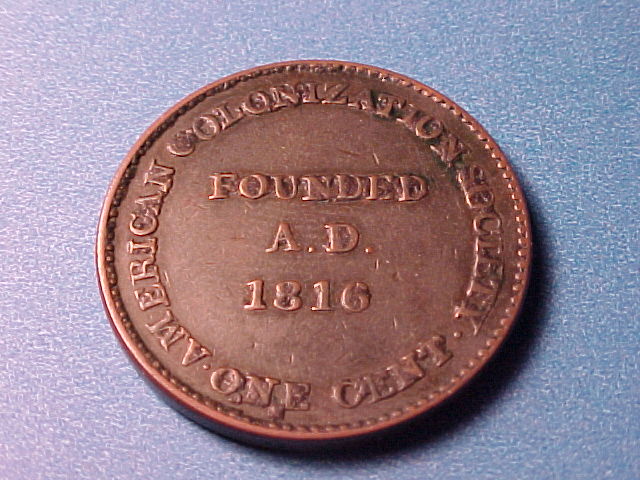 AMERICAN COLONIZATION SOCIETY
FOUNDED
A.D.
1816
·ONE CENT·